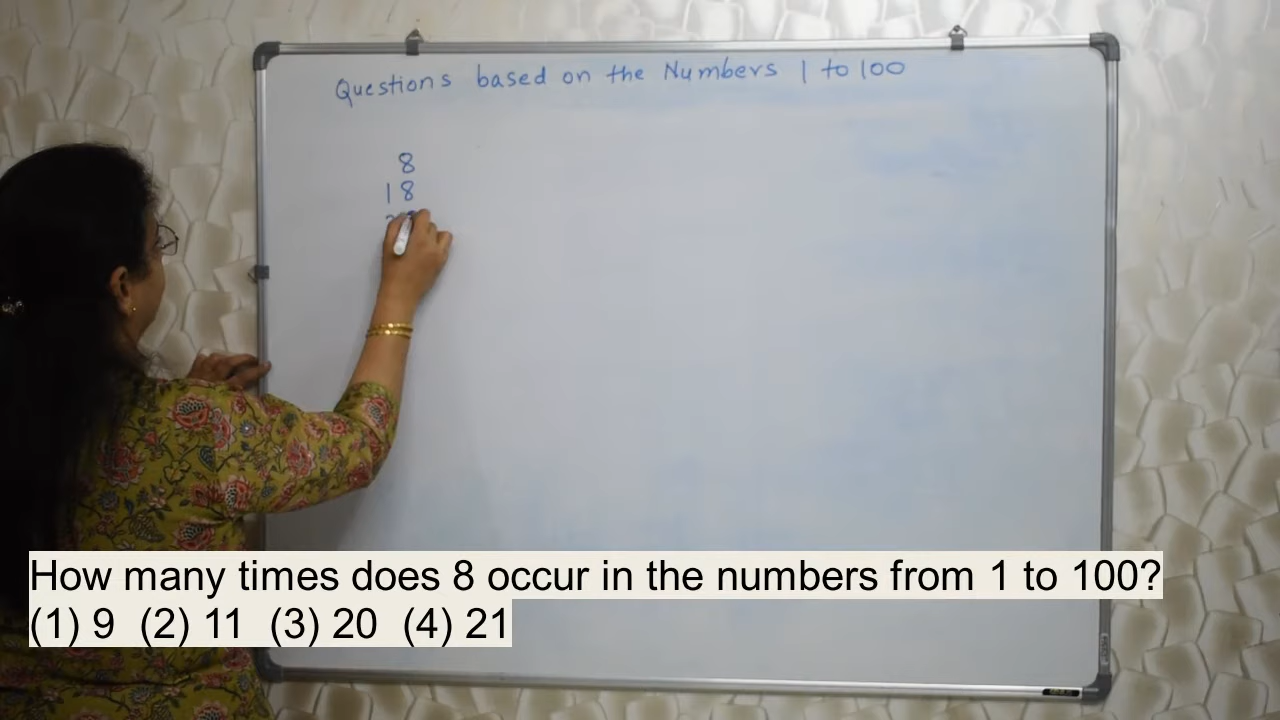 Questions based on the Numbers 1 to 100
8
18
How many times does 8 occur in the numbers from 1 to 100?
(1) 9 (2) 11 (3) 20 (4) 21